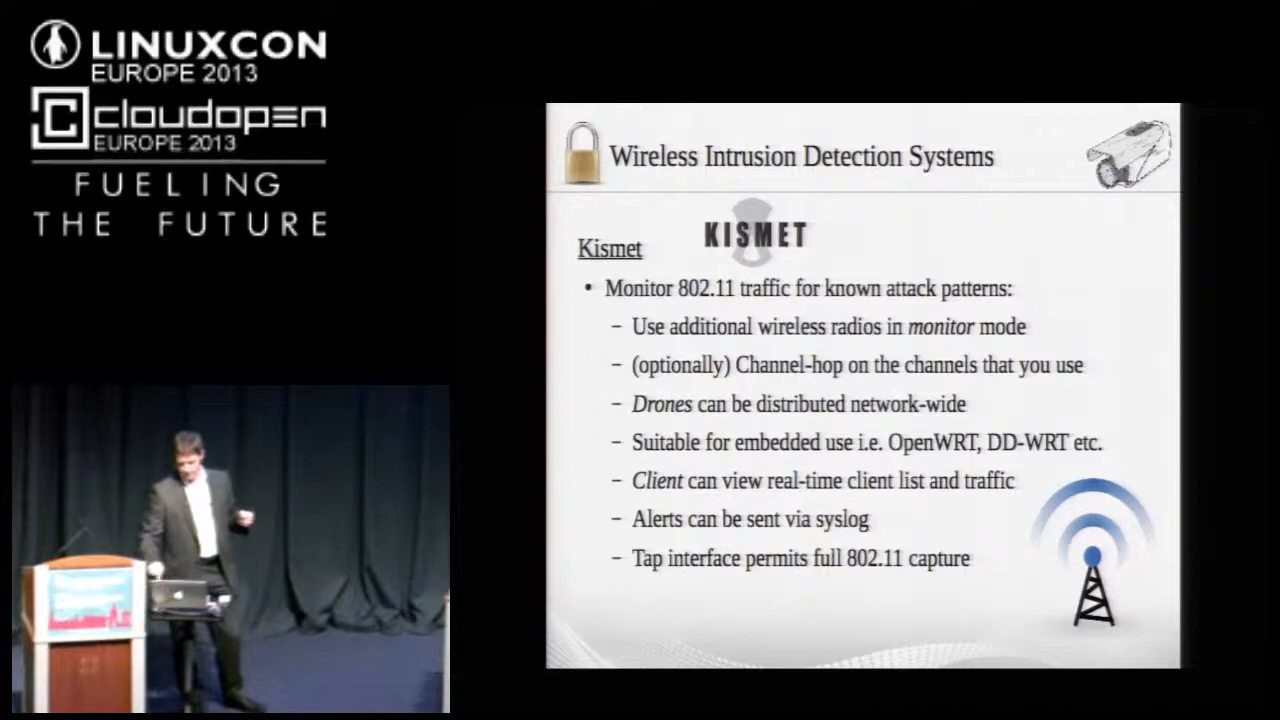 LINUXCON
EUROPE 2013
cloudopen
EUROPE 2013
FUELING
THE FUTURE
Wireless Intrusion Detection Systems
KISMET
Kismet
• Monitor 802.11 traffic for known attack patterns:
– Use additional wireless radios in monitor mode
– (optionally) Channel-hop on the channels that you use
– Drones can be distributed network-wide
– Suitable for embedded use i.e. OpenWRT, DD-WRT etc.
– Client can view real-time client list and traffic
– Alerts can be sent via syslog
– Tap interface permits full 802.11 capture